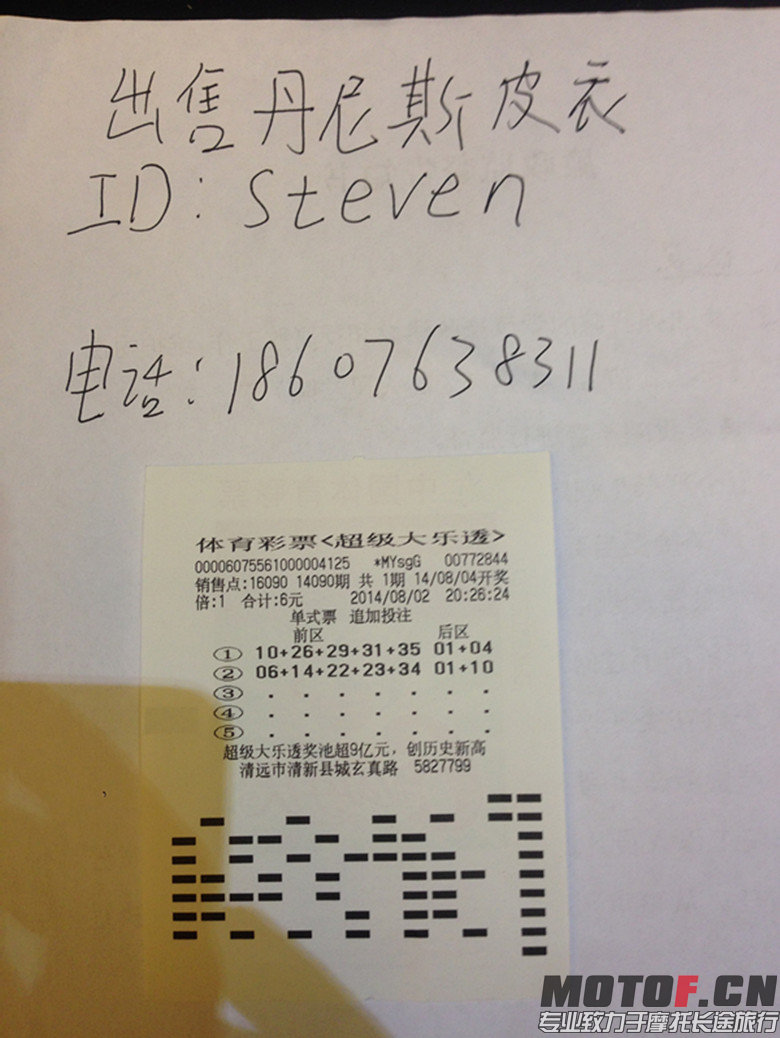 出售丹尼斯皮衣
ID: Steven
电话: 18607638311
体育彩票<超级大乐透>
00006075561000004125 *MYsgG 00772844
销售点:16090 14090期 共 1期 14/08/04开奖
倍:1 合计:6元 2014/08/02 20:26:24
单式票 追加投注
前区 后区
① 10+26+29+31+35 01+04
② 06+14+22+23+34 01+10
③ . . . . . . .
④ . . . . . . .
⑤ . . . . . . .
超级大乐透奖池超9亿元，创历史新高
清远市清新县城玄真路 5827799
MOTOF.CN
专业致力于摩托长途旅行